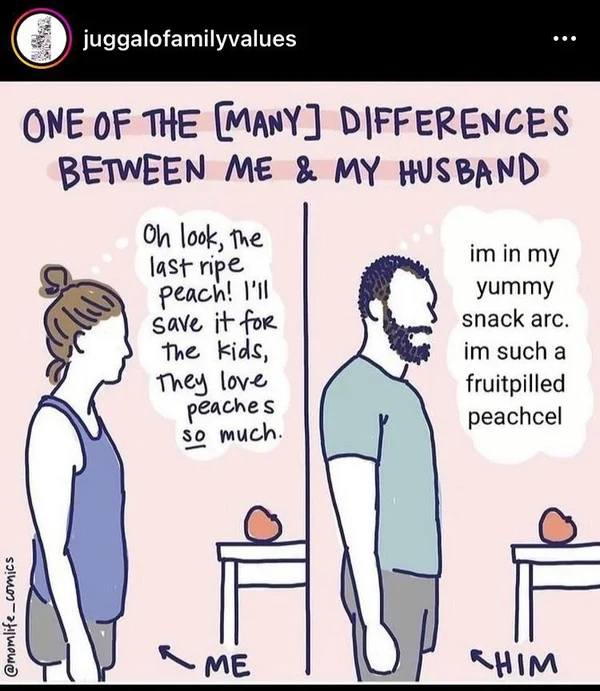 juggalofamilyvalues
ONE OF THE [MANY] DIFFERENCES
BETWEEN ME & MY HUSBAND
Oh look, the
last ripe
peach! I'll
save it for
the kids,
They love
peaches
so much.
im in my
yummy
snack arc.
im such a
fruitpilled
peachcel
@momlife_comics
ME
HIM